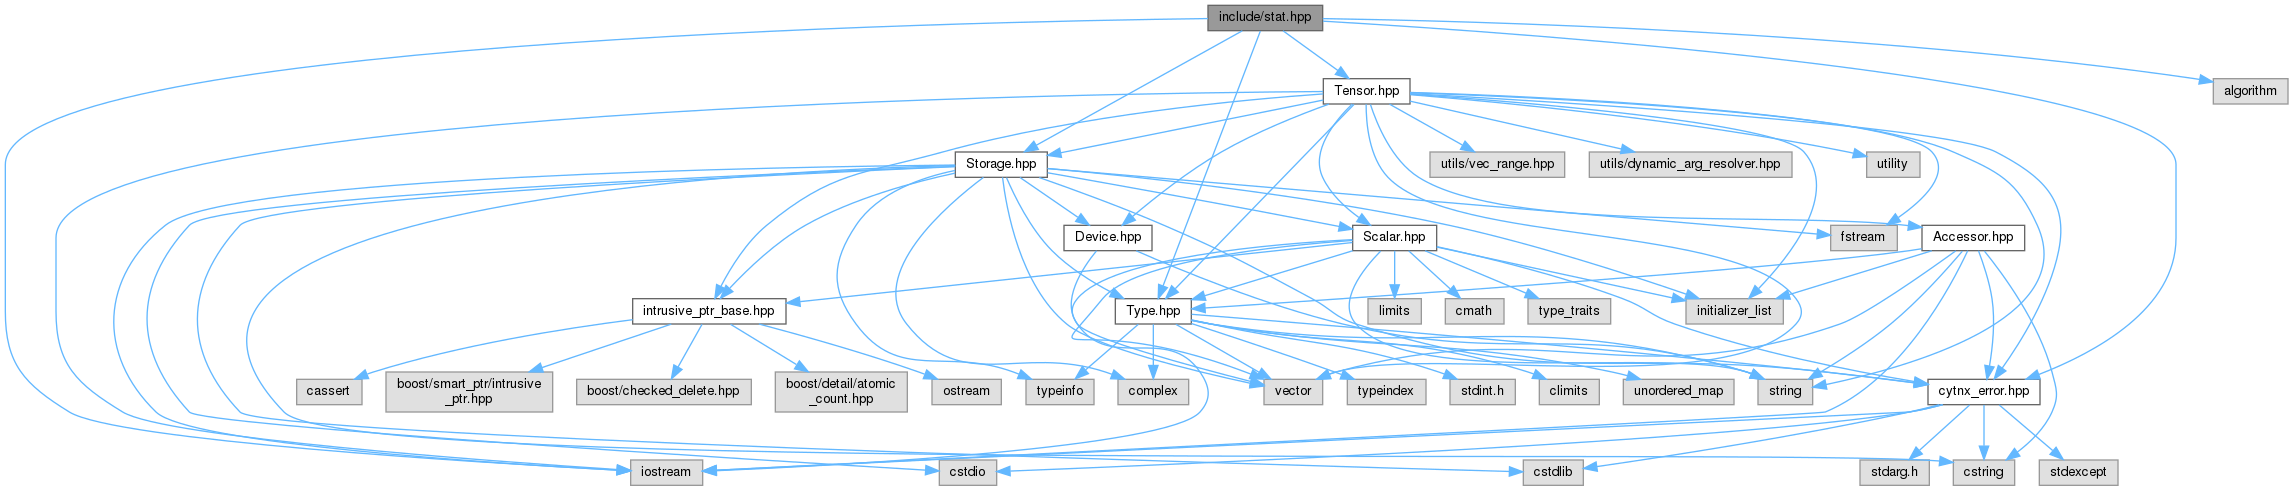 include/stat.hpp
Tensor.hpp
algorithm
Storage.hpp
utils/vec_range.hpp
utils/dynamic_arg_resolver.hpp
utility
Device.hpp
Scalar.hpp
fstream
Accessor.hpp
intrusive_ptr_base.hpp
Type.hpp
limits
cmath
type_traits
initializer_list
cassert
boost/smart_ptr/intrusive
_ptr.hpp
boost/checked_delete.hpp
boost/detail/atomic
_count.hpp
ostream
typeinfo
complex
vector
typeindex
stdint.h
climits
unordered_map
string
cytnx_error.hpp
iostream
cstdio
cstdlib
stdarg.h
cstring
stdexcept